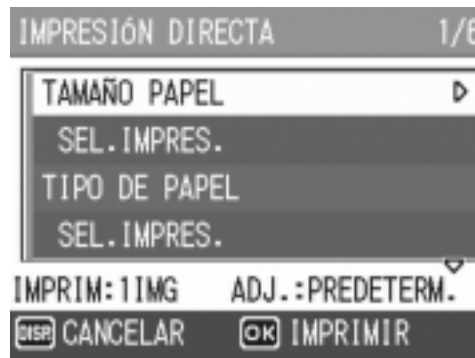 IMPRESIÓN DIRECTA 1/6
TAMAÑO PAPEL
SEL.IMPRES.
TIPO DE PAPEL
SEL.IMPRES.
IMPRIM:1IMG ADJ.:PREDETERM.
DISP. CANCELAR OK IMPRIMIR